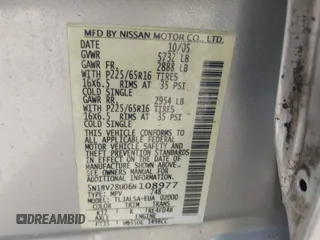 MFD BY NISSAN MOTOR CO., LTD.
DATE 10/05
GVWR 5732 LB
GAWR FR. 2888 LB
WITH P225/65R16 TIRES
16X6.5 RIMS AT 35 PSI
COLD SINGLE
GAWR RR. 2954 LB
WITH P225/65R16 TIRES
16X6.5 RIMS AT 35 PSI
COLD SINGLE
THIS VEHICLE CONFORMS TO ALL
APPLICABLE FEDERAL MOTOR
VEHICLE SAFETY AND THEFT
PREVENTION STANDARDS IN EFFECT
ON THE DATE OF MANUFACTURE
SHOWN ABOVE.
5N1BV28U06N108977
TYPE: MPV
COLOR TRIM TRANS
ENGINE